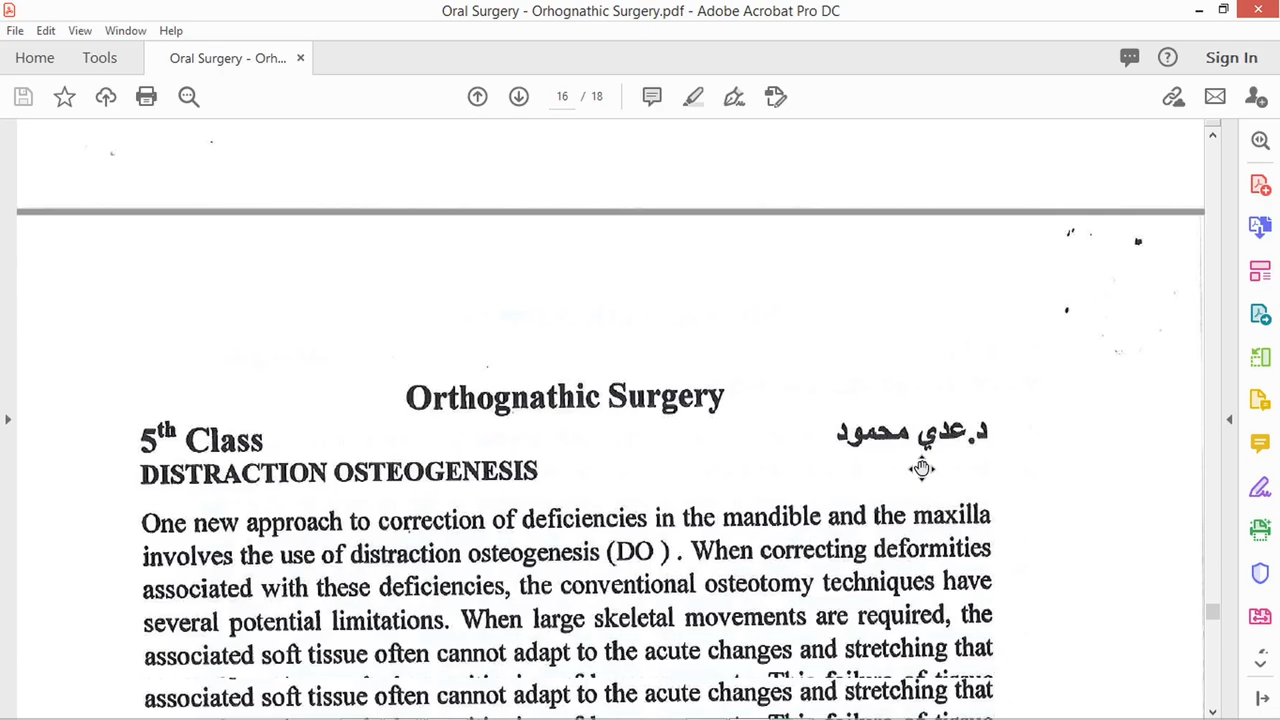 Oral Surgery - Orhognathic Surgery.pdf - Adobe Acrobat Pro DC
File Edit View Window Help
Home Tools Oral Surgery - Orh... × Sign In
16 / 18
Orthognathic Surgery
5th Class د.عدي محمود
DISTRACTION OSTEOGENESIS
One new approach to correction of deficiencies in the mandible and the maxilla
involves the use of distraction osteogenesis (DO ) . When correcting deformities
associated with these deficiencies, the conventional osteotomy techniques have
several potential limitations. When large skeletal movements are required, the
associated soft tissue often cannot adapt to the acute changes and stretching that
associated soft tissue often cannot adapt to the acute changes and stretching that